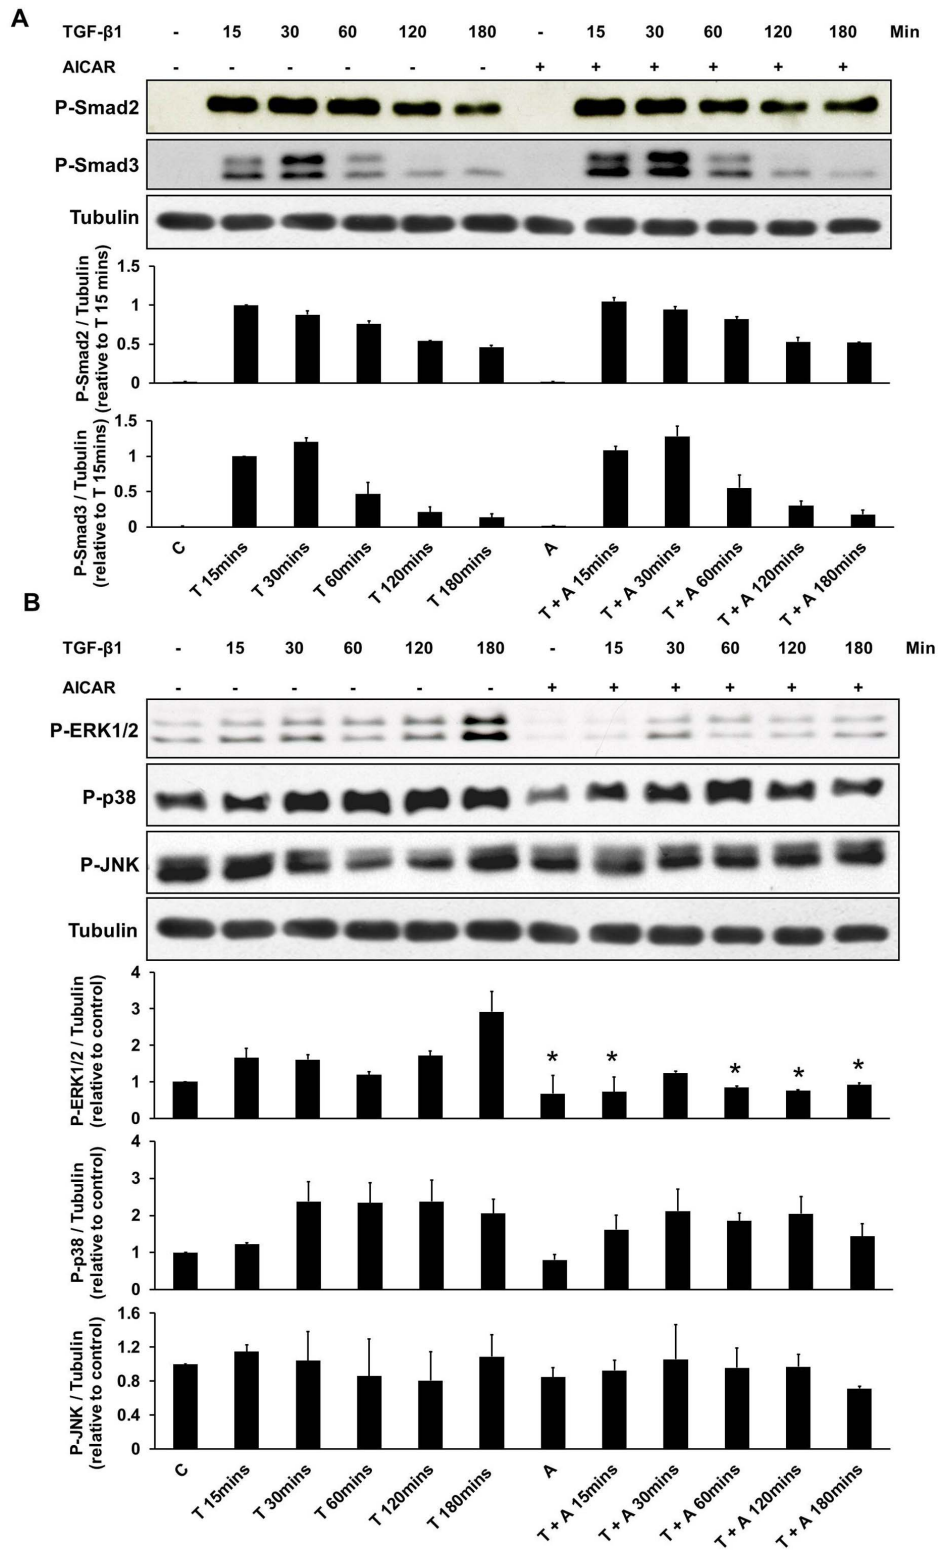 A
TGF-β1 - 15 30 60 120 180 - 15 30 60 120 180 Min
AICAR - - - - - - + + + + + +
P-Smad2
P-Smad3
Tubulin
P-Smad2 / Tubulin
(reative to T 15 mins)
1.5
1
0.5
0
P-Smad3 / Tubulin
(relative to T 15mins)
1.5
1
0.5
0
C T 15mins T 30mins T 60mins T 120mins T 180mins A T + A 15mins T + A 30mins T + A 60mins T + A 120mins T + A 180mins
B
TGF-β1 - 15 30 60 120 180 - 15 30 60 120 180 Min
AICAR - - - - - - + + + + + +
P-ERK1/2
P-p38
P-JNK
Tubulin
P-ERK1/2 / Tubulin
(relative to control)
4
3
2
1
0
* * * * *
P-p38 / Tubulin
(relative to control)
4
3
2
1
0
P-JNK / Tubulin
(relative to control)
1.6
1.2
0.8
0.4
0
C T 15mins T 30mins T 60mins T 120mins T 180mins A T + A 15mins T + A 30mins T + A 60mins T + A 120mins T + A 180mins